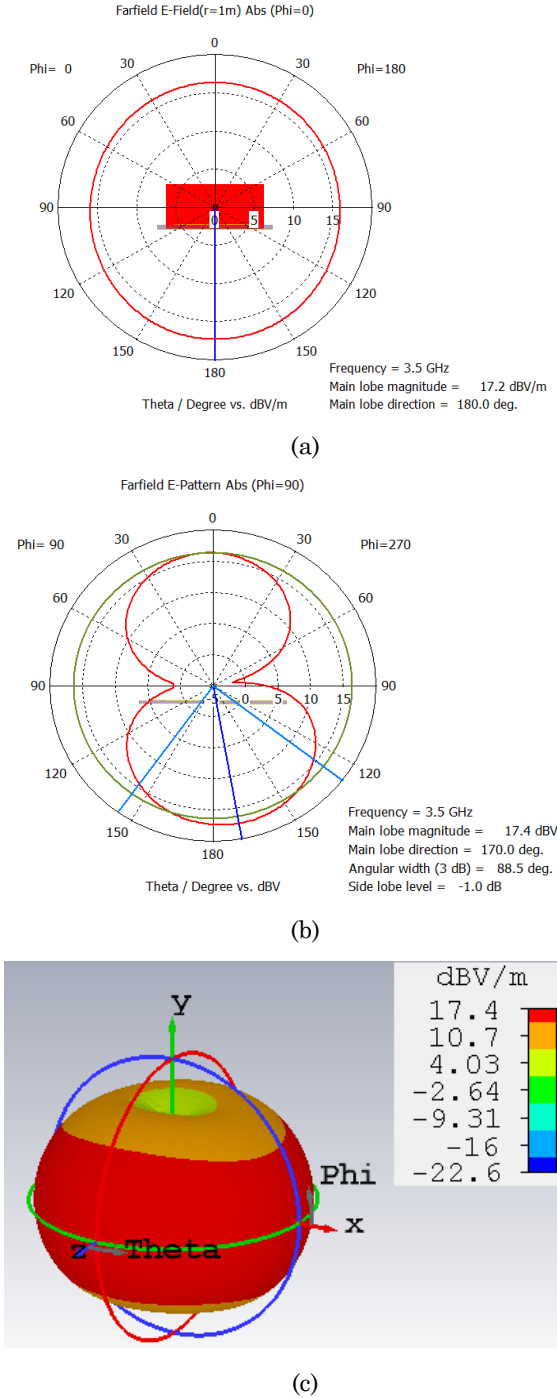 Farfield E-Field(r=1m) Abs (Phi=0)
0
Phi= 0 30 30 Phi=180
60 60
90 0 5 10 15 90
120 120
150 150
180
Frequency = 3.5 GHz
Main lobe magnitude = 17.2 dBV/m
Main lobe direction = 180.0 deg.
Theta / Degree vs. dBV/m
(a)
Farfield E-Pattern Abs (Phi=90)
0
Phi= 90 30 30 Phi=270
60 60
90 -5 0 5 10 15 90
120 120
150 150
180
Frequency = 3.5 GHz
Main lobe magnitude = 17.4 dBV
Main lobe direction = 170.0 deg.
Angular width (3 dB) = 88.5 deg.
Side lobe level = -1.0 dB
Theta / Degree vs. dBV
(b)
dBV/m
17.4
10.7
4.03
-2.64
-9.31
-16
-22.6
y
Phi
x
z Theta
(c)